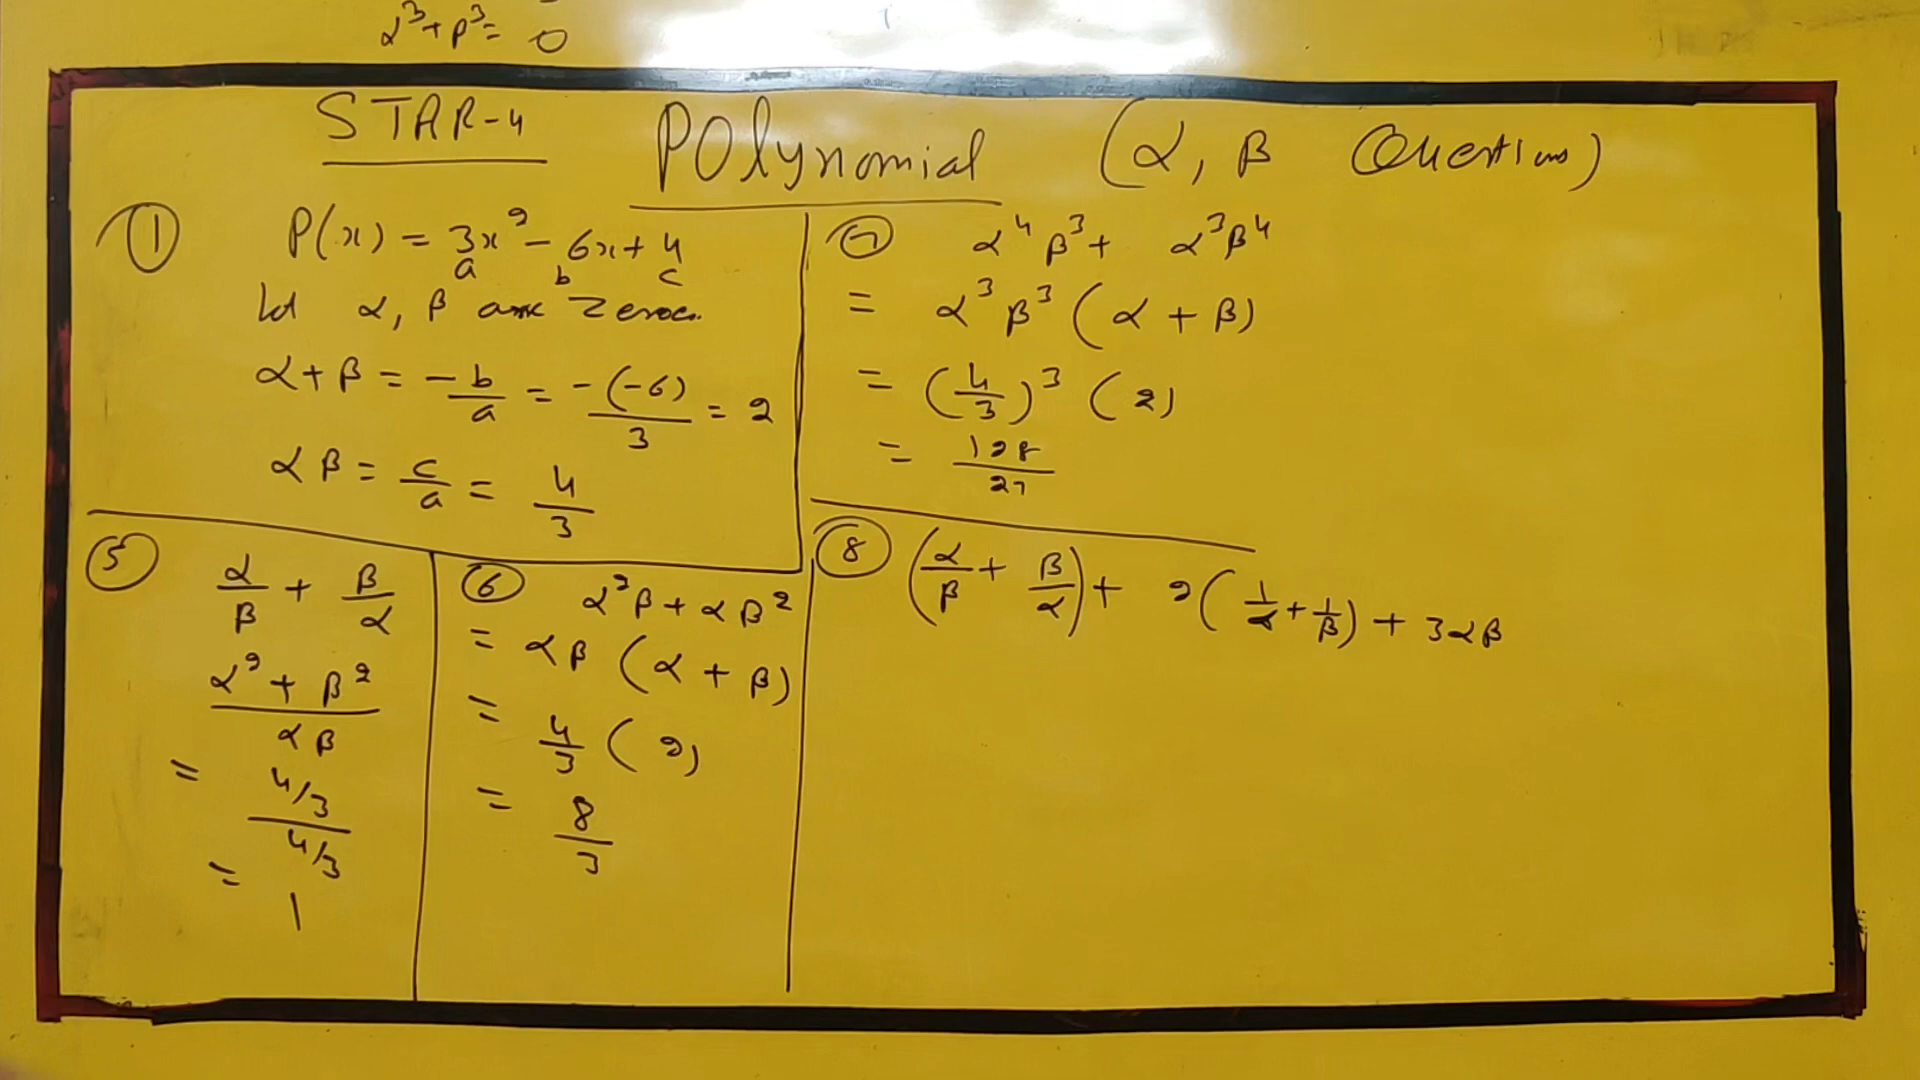 α³+β³= 0
STAR-4 Polynomial (α, β Questions)
① P(x) = 3x² - 6x + 4
a b c
let α, β are zeroes.
α + β = -b/a = -(-6)/3 = 2
αβ = c/a = 4/3
⑤ α/β + β/α
α² + β² / αβ
= 4/3 / 4/3
= 1
⑥ α²β + αβ²
= αβ (α + β)
= 4/3 (2)
= 8/3
⑦ α⁴β³ + α³β⁴
= α³β³ (α + β)
= (4/3)³ (2)
= 128/27
⑧ (α/β + β/α) + 2(1/α + 1/β) + 3αβ